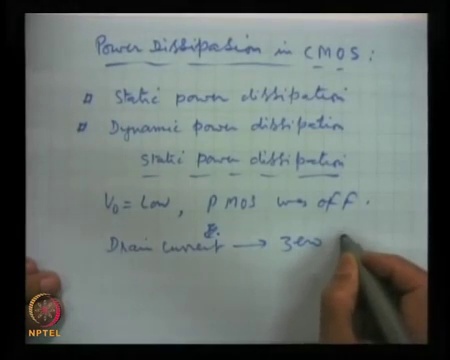 Power Dissipation in CMOS :
Static power dissipation
Dynamic power dissipation
static power dissipation
Vo = Low , PMOS was off .
Drain current → Zero
NPTEL